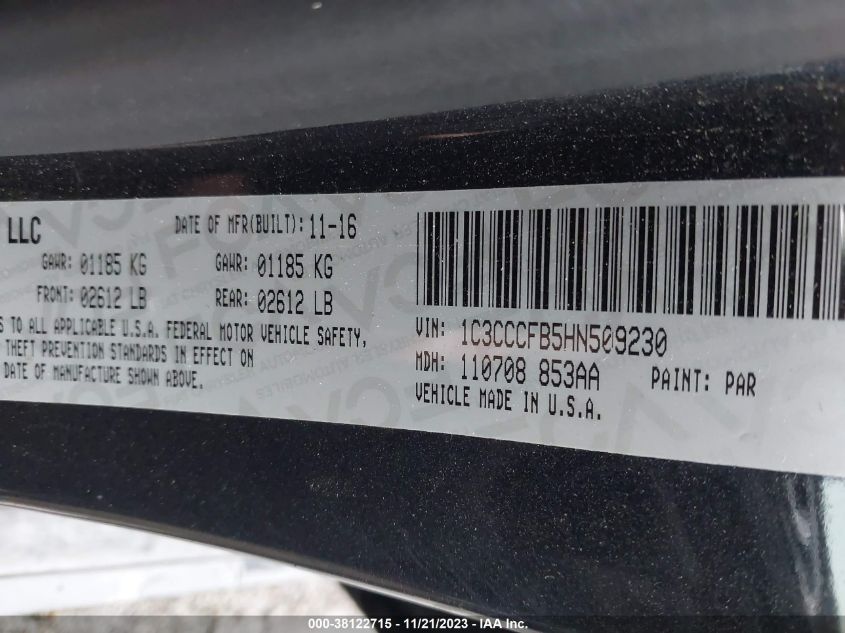 LLC
DATE OF MFR(BUILT): 11-16
GAWR: 01185 KG
GAWR: 01185 KG
FRONT: 02612 LB
REAR: 02612 LB
TO ALL APPLICABLE U.S.A. FEDERAL MOTOR VEHICLE SAFETY,
THEFT PREVENTION STANDARDS IN EFFECT ON
DATE OF MANUFACTURE SHOWN ABOVE.
VIN: 1C3CCCFB5HN509230
MDH: 110708 853AA
PAINT: PAR
VEHICLE MADE IN U.S.A.
000-38122715 - 11/21/2023 - IAA Inc.